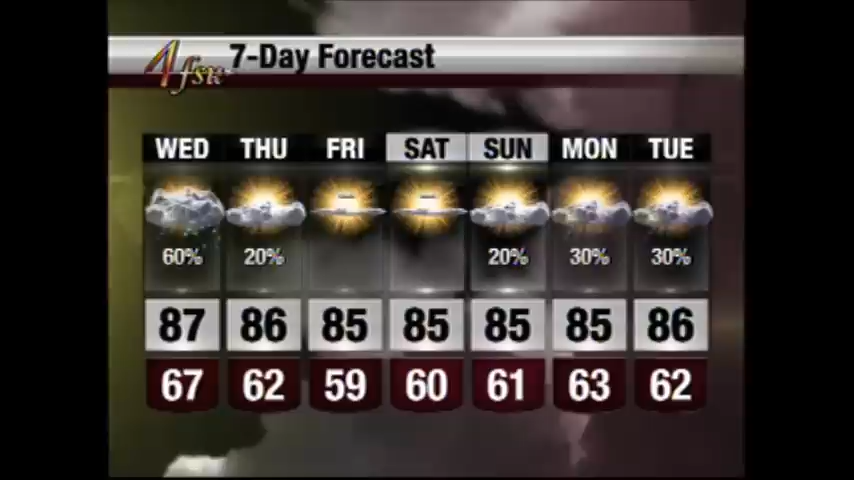 7-Day Forecast
WED THU FRI SAT SUN MON TUE
60% 20% 20% 30% 30%
87 86 85 85 85 85 86
67 62 59 60 61 63 62